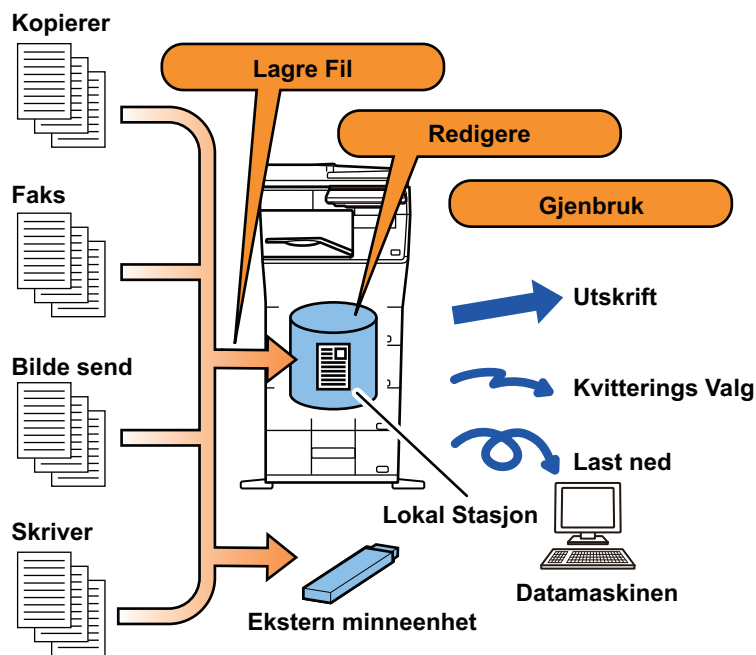 Kopierer
Lagre Fil
Redigere
Faks
Gjenbruk
Utskrift
Bilde send
Kvitterings Valg
Last ned
Lokal Stasjon
Skriver
Datamaskinen
Ekstern minneenhet